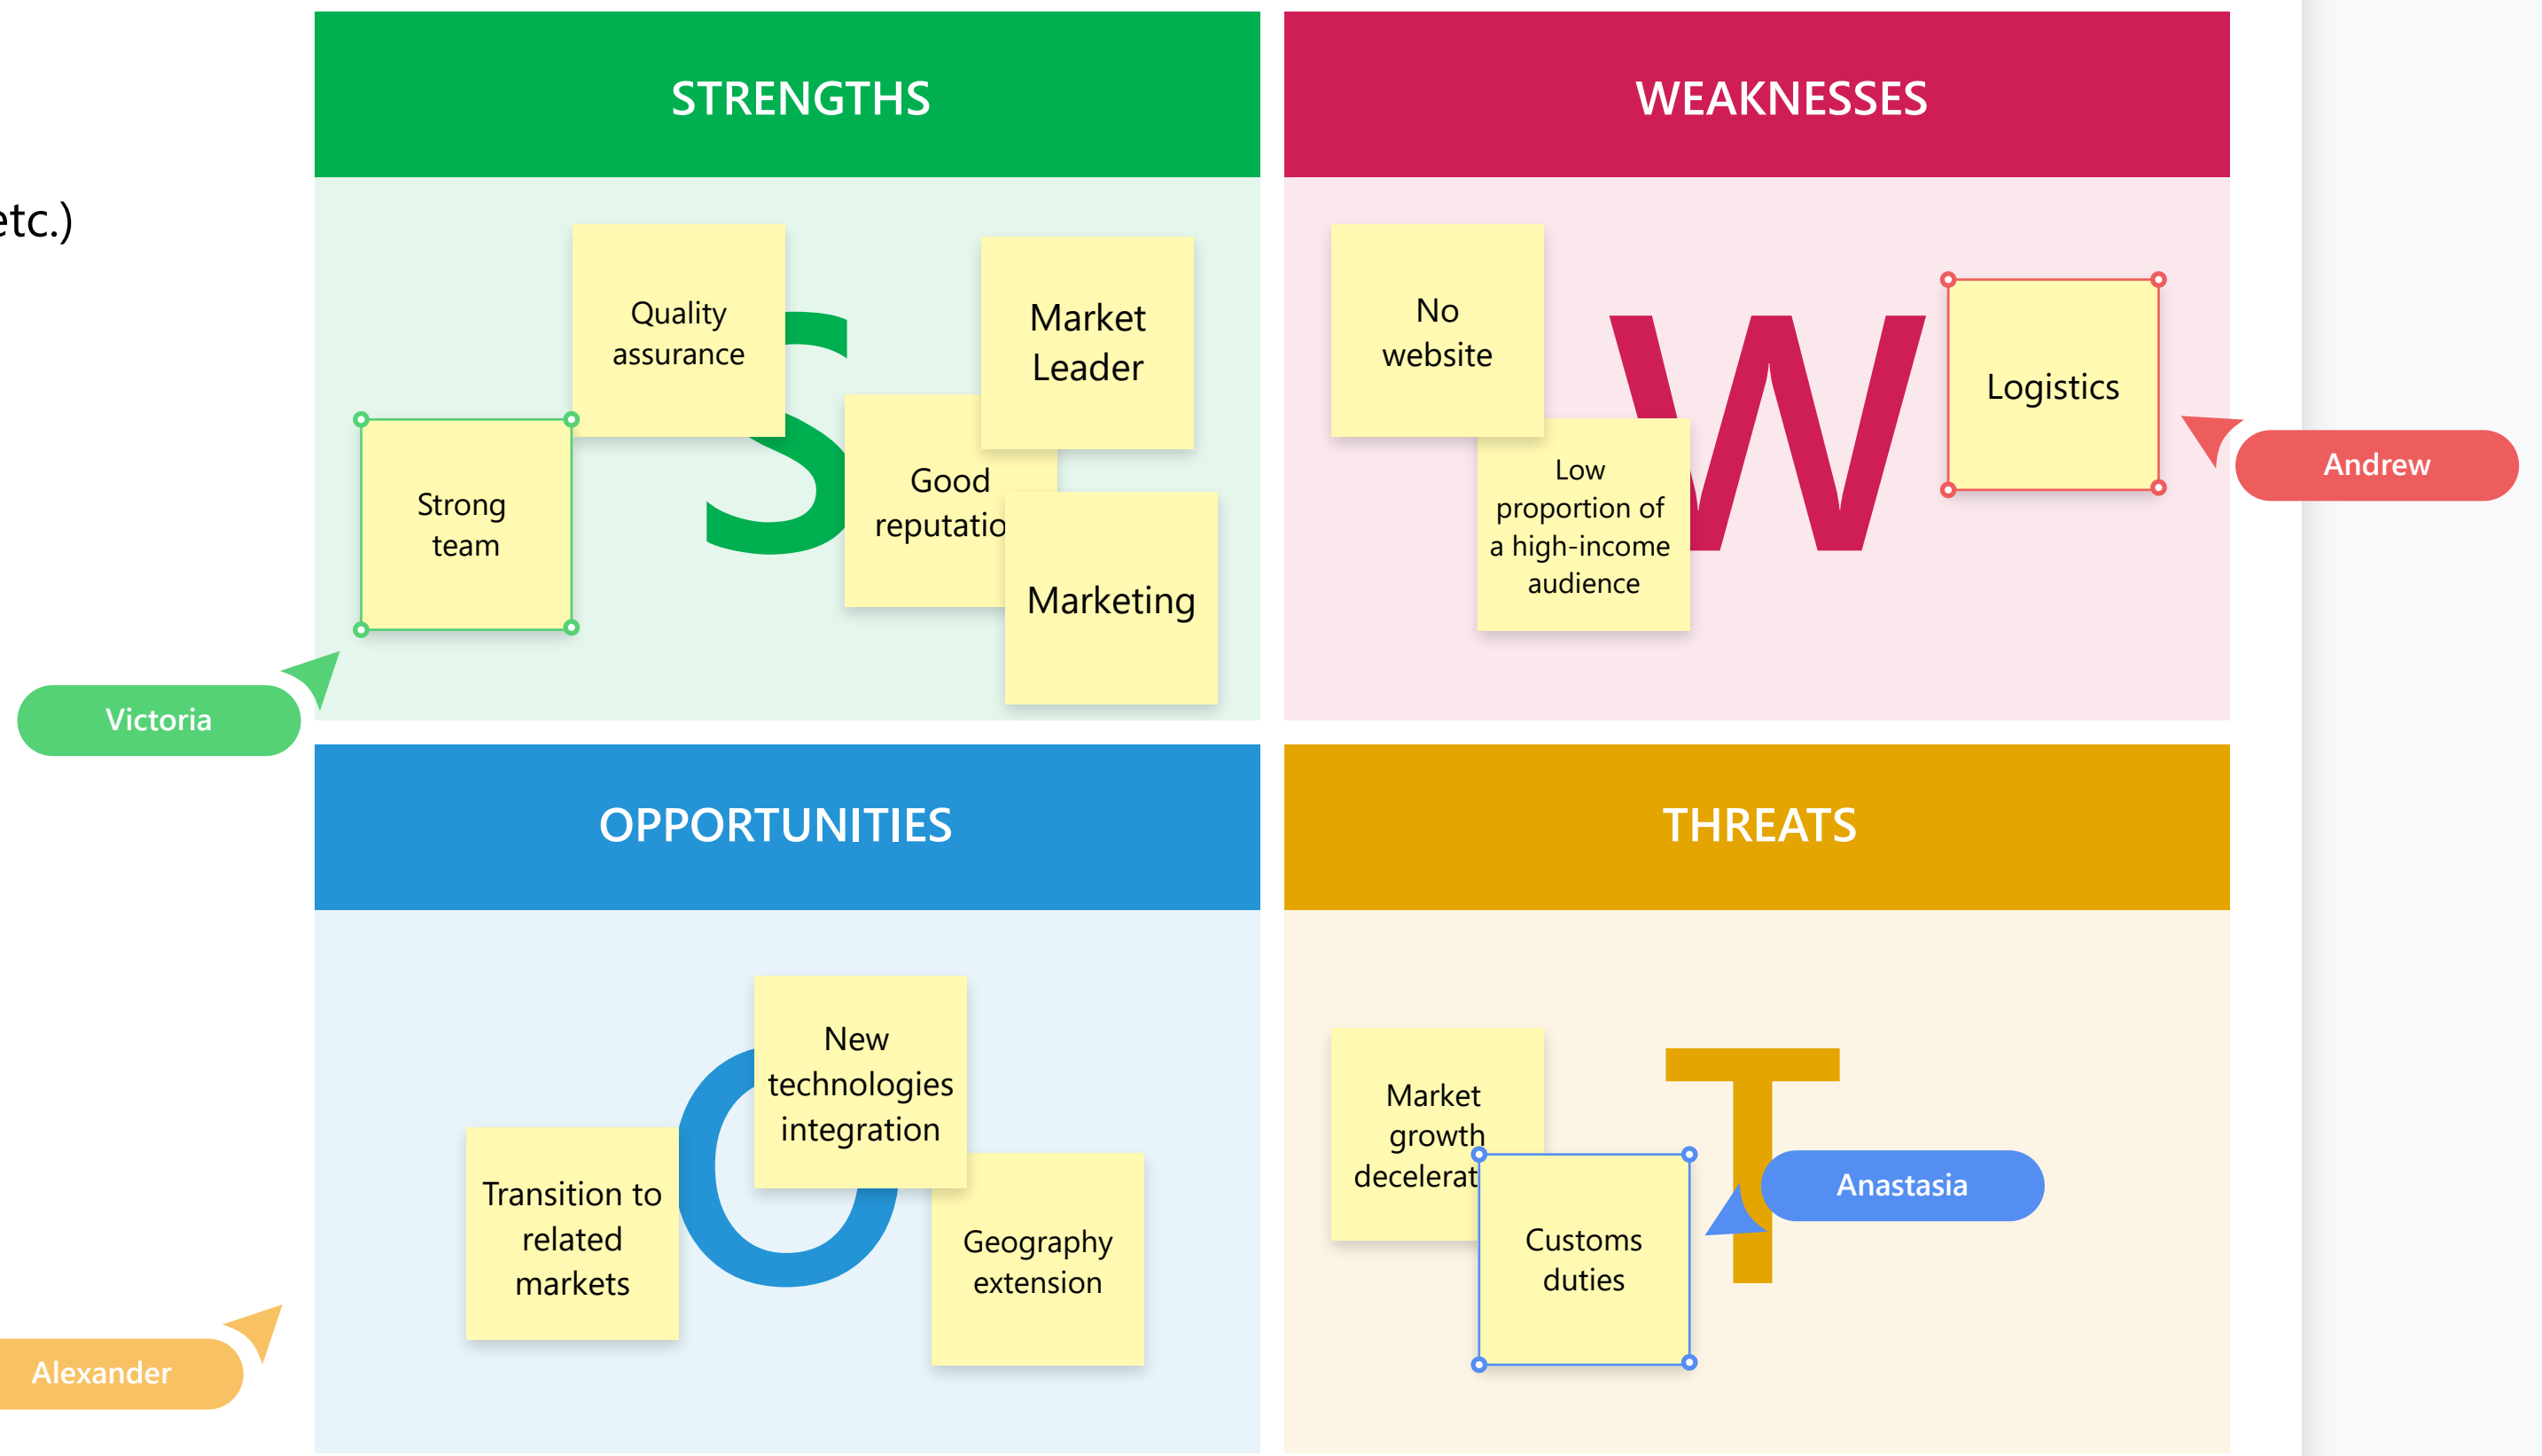 etc.)
STRENGTHS
Quality
assurance
Market
Leader
Strong
team
S
Good
reputatio
Marketing
Victoria
WEAKNESSES
No
website
W
Logistics
Low
proportion of
a high-income
audience
Andrew
OPPORTUNITIES
New
technologies
integration
O
Transition to
related
markets
Geography
extension
Alexander
THREATS
Market
growth
decelerat
T
Customs
duties
Anastasia